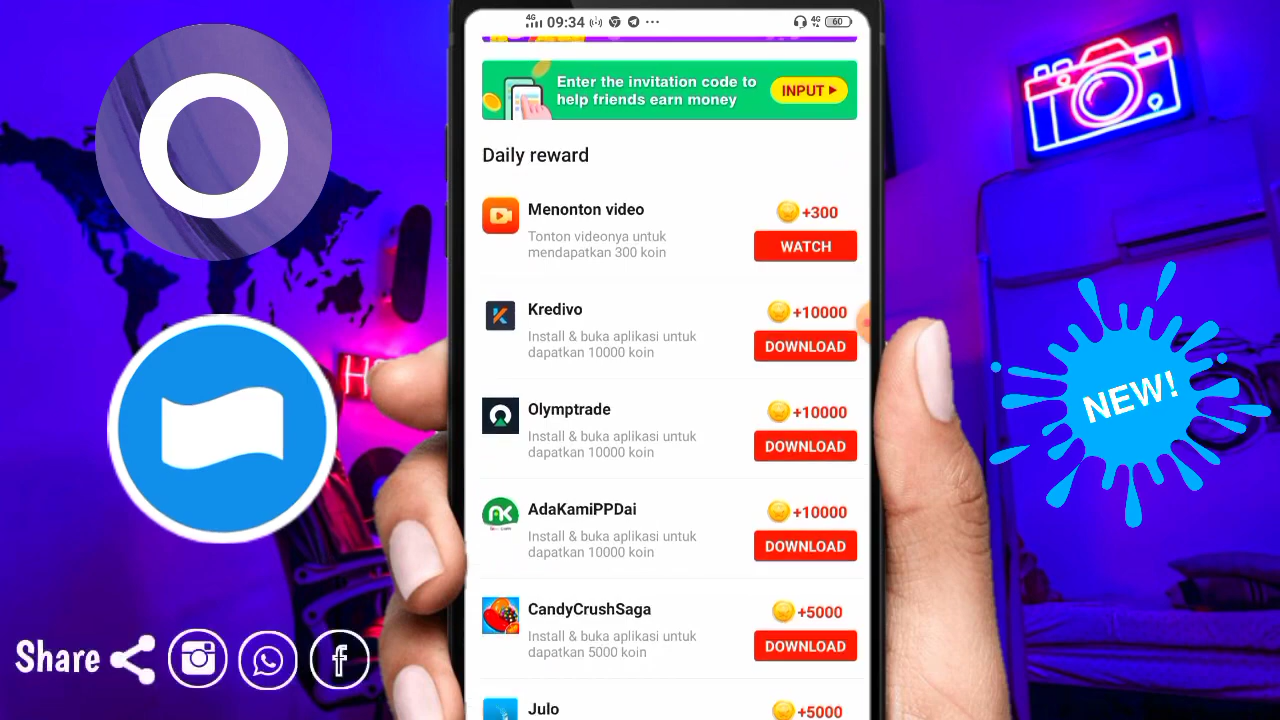 4G 09:34 4G 60
Enter the invitation code to
help friends earn money
INPUT
Daily reward
Menonton video
+300
Tonton videonya untuk
mendapatkan 300 koin
WATCH
Kredivo
+10000
Install & buka aplikasi untuk
dapatkan 10000 koin
DOWNLOAD
Olymptrade
+10000
Install & buka aplikasi untuk
dapatkan 10000 koin
DOWNLOAD
AdaKamiPPDai
+10000
Install & buka aplikasi untuk
dapatkan 10000 koin
DOWNLOAD
CandyCrushSaga
+5000
Install & buka aplikasi untuk
dapatkan 5000 koin
DOWNLOAD
Julo
+5000
NEW!
Share